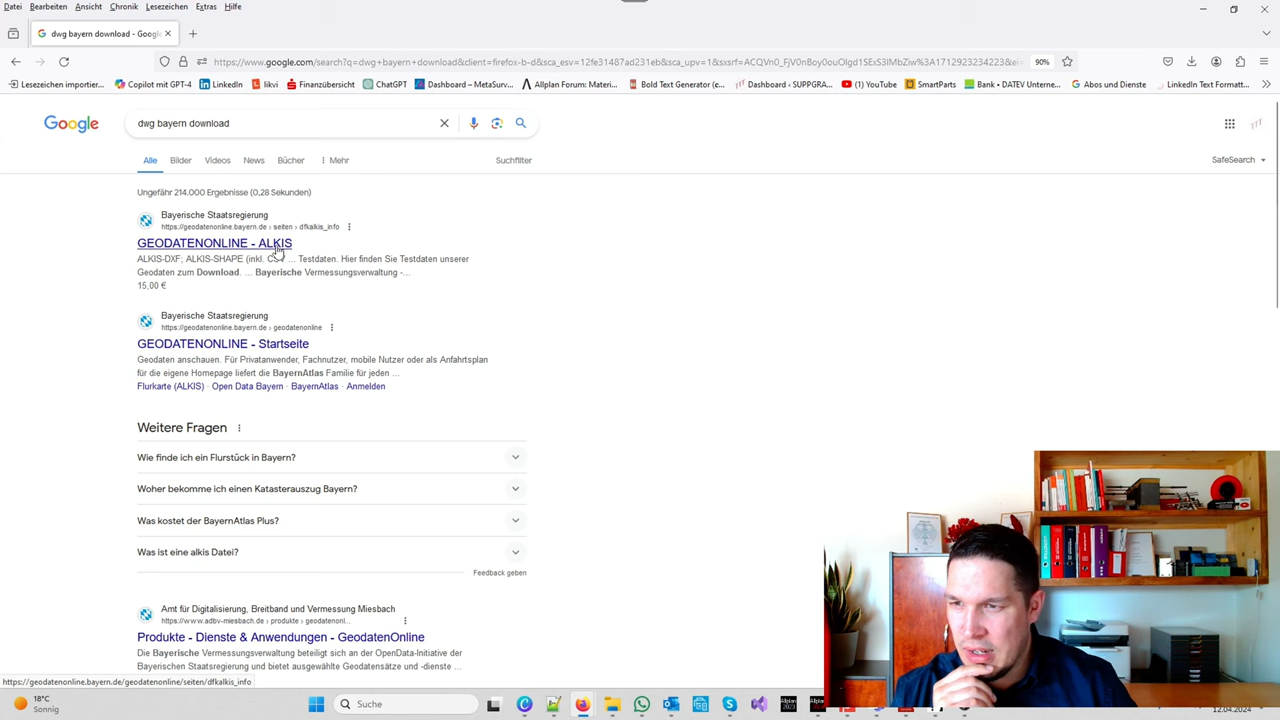 Datei Bearbeiten Ansicht Chronik Lesezeichen Extras Hilfe
dwg bayern download - Google
https://www.google.com/search?q=dwg+bayern+download&client=firefox-b-d&sca_esv=12fe31487ad231eb&sca_upv=1&sxsrf=
90%
Lesezeichen importier... Copilot mit GPT-4 LinkedIn likvi Finanzübersicht ChatGPT Dashboard – MetaSurv... Allplan Forum: Materi... Bold Text Generator (e... Dashboard ‹ SUPPGRA... (1) YouTube SmartParts Bank • DATEV Unterne... Abos und Dienste LinkedIn Text Formatt...
Google
dwg bayern download
Alle Bilder Videos News Bücher Mehr Suchfilter
SafeSearch
Ungefähr 214.000 Ergebnisse (0,28 Sekunden)
Bayerische Staatsregierung
https://geodatenonline.bayern.de › seiten › dfkalkis_info
GEODATENONLINE - ALKIS
ALKIS-DXF; ALKIS-SHAPE (inkl. ... Testdaten. Hier finden Sie Testdaten unserer
Geodaten zum Download. ... Bayerische Vermessungsverwaltung -...
15,00 €
Bayerische Staatsregierung
https://geodatenonline.bayern.de › geodatenonline
GEODATENONLINE - Startseite
Geodaten anschauen. Für Privatanwender, Fachnutzer, mobile Nutzer oder als Anfahrtsplan
für die eigene Homepage liefert die BayernAtlas Familie für jeden ...
Flurkarte (ALKIS) · Open Data Bayern · BayernAtlas · Anmelden
Weitere Fragen
Wie finde ich ein Flurstück in Bayern?
Woher bekomme ich einen Katasterauszug Bayern?
Was kostet der BayernAtlas Plus?
Was ist eine alkis Datei?
Feedback geben
Amt für Digitalisierung, Breitband und Vermessung Miesbach
https://www.adbv-miesbach.de › produkte › geodatenonl...
Produkte - Dienste & Anwendungen - GeodatenOnline
Die Bayerische Vermessungsverwaltung beteiligt sich an der OpenData-Initiative der
Bayerischen Staatsregierung und bietet ausgewählte Geodatensätze und -dienste ...
https://geodatenonline.bayern.de/geodatenonline/seiten/dfkalkis_info
18°C
Sonnig
Suche
12.04.2024